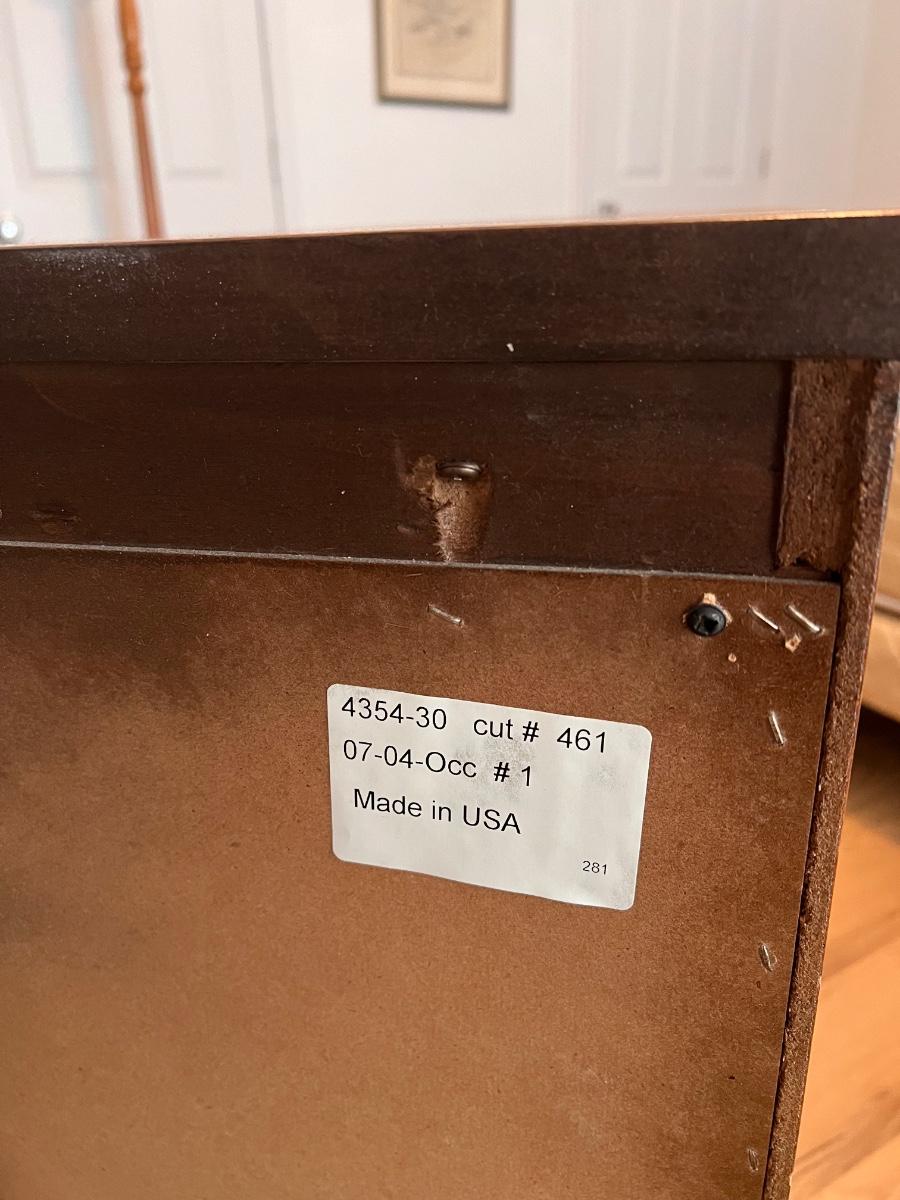 4354-30 cut # 461
07-04-Occ # 1
Made in USA
281